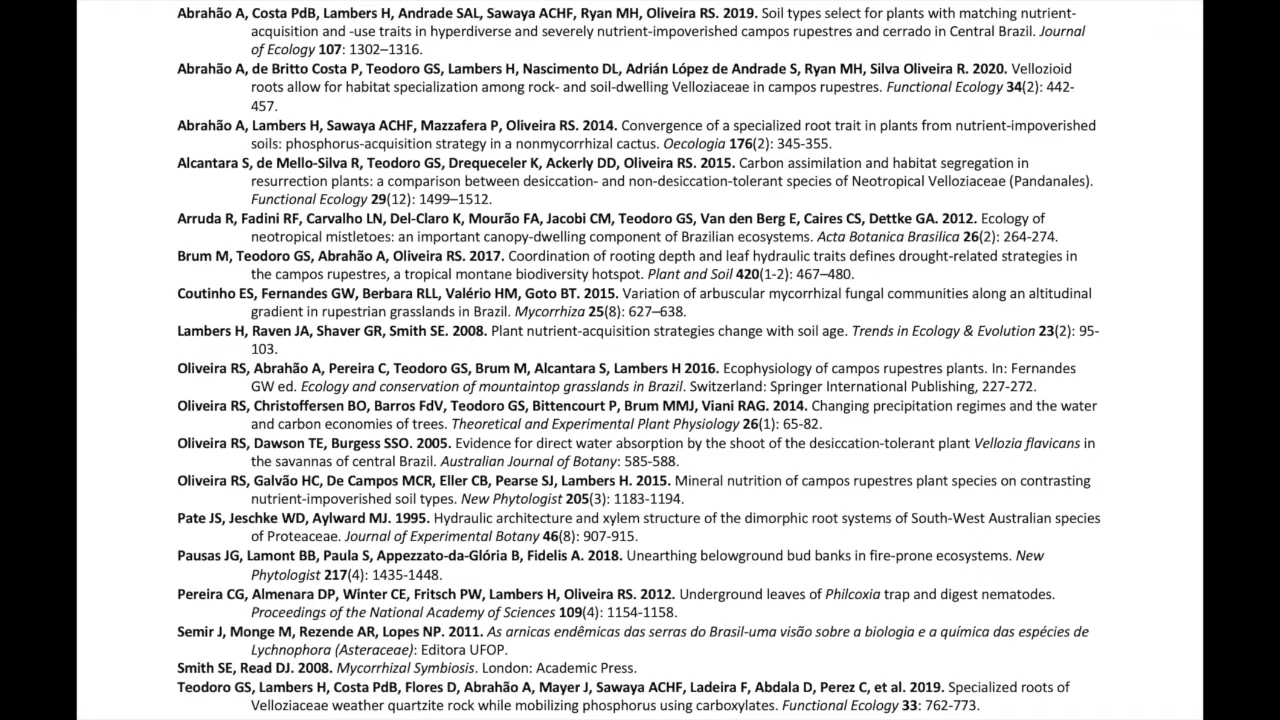 Abrahão A, Costa PdB, Lambers H, Andrade SAL, Sawaya ACHF, Ryan MH, Oliveira RS. 2019. Soil types select for plants with matching nutrient-
acquisition and -use traits in hyperdiverse and severely nutrient-impoverished campos rupestres and cerrado in Central Brazil. Journal
of Ecology 107: 1302–1316.
Abrahão A, de Britto Costa P, Teodoro GS, Lambers H, Nascimento DL, Adrián López de Andrade S, Ryan MH, Silva Oliveira R. 2020. Vellozioid
roots allow for habitat specialization among rock- and soil-dwelling Velloziaceae in campos rupestres. Functional Ecology 34(2): 442-
457.
Abrahão A, Lambers H, Sawaya ACHF, Mazzafera P, Oliveira RS. 2014. Convergence of a specialized root trait in plants from nutrient-impoverished
soils: phosphorus-acquisition strategy in a nonmycorrhizal cactus. Oecologia 176(2): 345-355.
Alcantara S, de Mello-Silva R, Teodoro GS, Drequeceler K, Ackerly DD, Oliveira RS. 2015. Carbon assimilation and habitat segregation in
resurrection plants: a comparison between desiccation- and non-desiccation-tolerant species of Neotropical Velloziaceae (Pandanales).
Functional Ecology 29(12): 1499–1512.
Arruda R, Fadini RF, Carvalho LN, Del-Claro K, Mourão FA, Jacobi CM, Teodoro GS, Van den Berg E, Caires CS, Dettke GA. 2012. Ecology of
neotropical mistletoes: an important canopy-dwelling component of Brazilian ecosystems. Acta Botanica Brasilica 26(2): 264-274.
Brum M, Teodoro GS, Abrahão A, Oliveira RS. 2017. Coordination of rooting depth and leaf hydraulic traits defines drought-related strategies in
the campos rupestres, a tropical montane biodiversity hotspot. Plant and Soil 420(1-2): 467–480.
Coutinho ES, Fernandes GW, Berbara RLL, Valério HM, Goto BT. 2015. Variation of arbuscular mycorrhizal fungal communities along an altitudinal
gradient in rupestrian grasslands in Brazil. Mycorrhiza 25(8): 627–638.
Lambers H, Raven JA, Shaver GR, Smith SE. 2008. Plant nutrient-acquisition strategies change with soil age. Trends in Ecology & Evolution 23(2): 95-
103.
Oliveira RS, Abrahão A, Pereira C, Teodoro GS, Brum M, Alcantara S, Lambers H 2016. Ecophysiology of campos rupestres plants. In: Fernandes
GW ed. Ecology and conservation of mountaintop grasslands in Brazil. Switzerland: Springer International Publishing, 227-272.
Oliveira RS, Christoffersen BO, Barros FdV, Teodoro GS, Bittencourt P, Brum MMJ, Viani RAG. 2014. Changing precipitation regimes and the water
and carbon economies of trees. Theoretical and Experimental Plant Physiology 26(1): 65-82.
Oliveira RS, Dawson TE, Burgess SSO. 2005. Evidence for direct water absorption by the shoot of the desiccation-tolerant plant Vellozia flavicans in
the savannas of central Brazil. Australian Journal of Botany: 585-588.
Oliveira RS, Galvão HC, De Campos MCR, Eller CB, Pearse SJ, Lambers H. 2015. Mineral nutrition of campos rupestres plant species on contrasting
nutrient-impoverished soil types. New Phytologist 205(3): 1183-1194.
Pate JS, Jeschke WD, Aylward MJ. 1995. Hydraulic architecture and xylem structure of the dimorphic root systems of South-West Australian species
of Proteaceae. Journal of Experimental Botany 46(8): 907-915.
Pausas JG, Lamont BB, Paula S, Appezzato-da-Glória B, Fidelis A. 2018. Unearthing belowground bud banks in fire-prone ecosystems. New
Phytologist 217(4): 1435-1448.
Pereira CG, Almenara DP, Winter CE, Fritsch PW, Lambers H, Oliveira RS. 2012. Underground leaves of Philcoxia trap and digest nematodes.
Proceedings of the National Academy of Sciences 109(4): 1154-1158.
Semir J, Monge M, Rezende AR, Lopes NP. 2011. As arnicas endêmicas das serras do Brasil-uma visão sobre a biologia e a química das espécies de
Lychnophora (Asteraceae): Editora UFOP.
Smith SE, Read DJ. 2008. Mycorrhizal Symbiosis. London: Academic Press.
Teodoro GS, Lambers H, Costa PdB, Flores D, Abrahão A, Mayer J, Sawaya ACHF, Ladeira F, Abdala D, Perez C, et al. 2019. Specialized roots of
Velloziaceae weather quartzite rock while mobilizing phosphorus using carboxylates. Functional Ecology 33: 762-773.